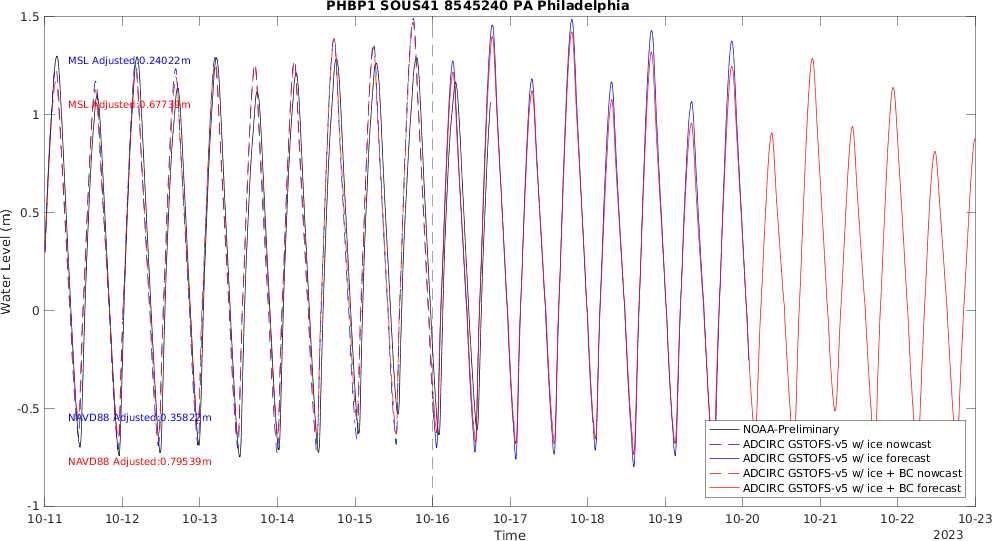 PHBP1 SOUS41 8545240 PA Philadelphia
1.5
MSL Adjusted:0.24022m
MSL Adjusted:0.67739m
1
0.5
Water Level (m)
0
-0.5
NAVD88 Adjusted:0.35822m
NAVD88 Adjusted:0.79539m
NOAA-Preliminary
ADCIRC GSTOFS-v5 w/ ice nowcast
ADCIRC GSTOFS-v5 w/ ice forecast
ADCIRC GSTOFS-v5 w/ ice + BC nowcast
ADCIRC GSTOFS-v5 w/ ice + BC forecast
-1
10-11 10-12 10-13 10-14 10-15 10-16 10-17 10-18 10-19 10-20 10-21 10-22 10-23
Time
2023